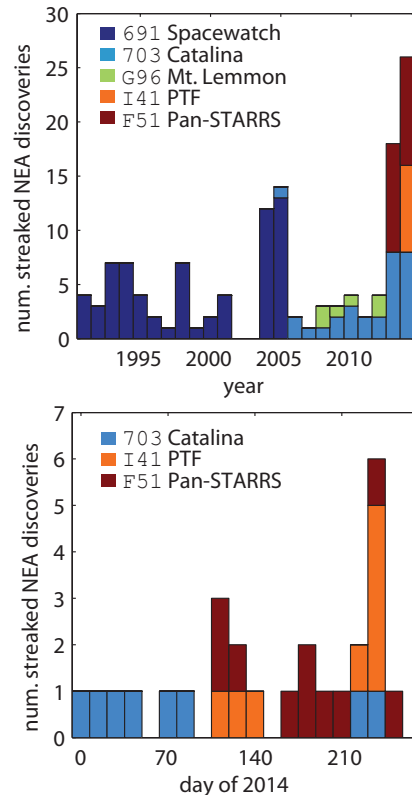 30
25
20
15
10
5
0
num. streaked NEA discoveries
691 Spacewatch
703 Catalina
G96 Mt. Lemmon
I41 PTF
F51 Pan-STARRS
1995 2000 2005 2010
year
7
6
5
4
3
2
1
0
num. streaked NEA discoveries
703 Catalina
I41 PTF
F51 Pan-STARRS
0 70 140 210
day of 2014